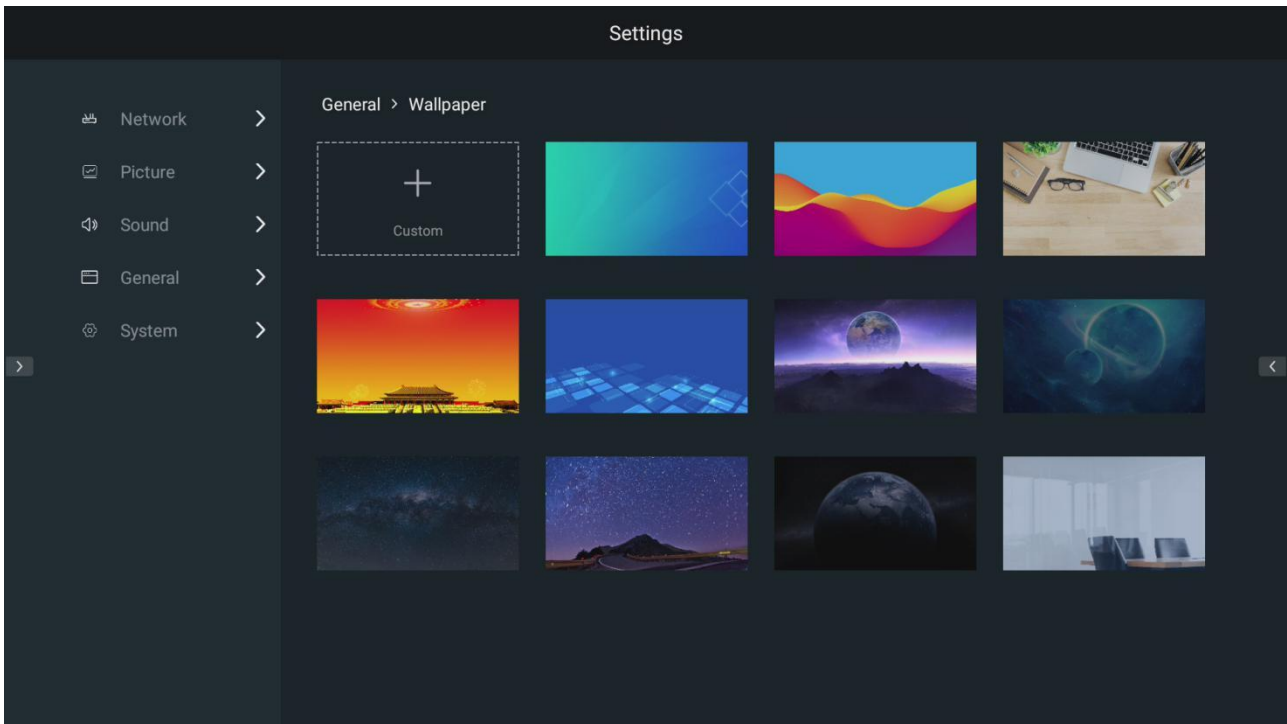 Settings
Network
Picture
Sound
General
System
General > Wallpaper
Custom